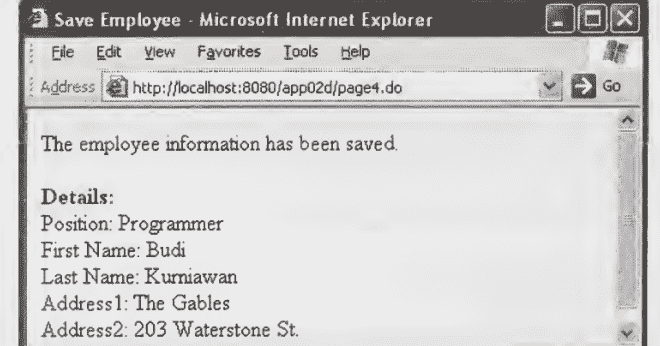 Save Employee - Microsoft Internet Explorer
File Edit View Favorites Tools Help
Address http://localhost:8080/app02d/page4.do Go
The employee information has been saved.
Details:
Position: Programmer
First Name: Budi
Last Name: Kurniawan
Address1: The Gables
Address2: 203 Waterstone St.